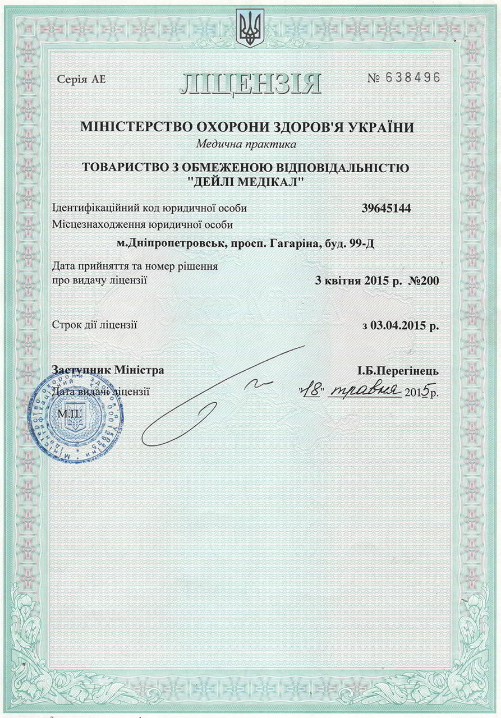 Серія АЕ
ЛІЦЕНЗІЯ
№ 638496
МІНІСТЕРСТВО ОХОРОНИ ЗДОРОВ'Я УКРАЇНИ
Медична практика
ТОВАРИСТВО З ОБМЕЖЕНОЮ ВІДПОВІДАЛЬНІСТЮ
"ДЕЙЛІ МЕДІКАЛ"
Ідентифікаційний код юридичної особи 39645144
Місцезнаходження юридичної особи
м.Дніпропетровськ, просп. Гагаріна, буд. 99-Д
Дата прийняття та номер рішення
про видачу ліцензії 3 квітня 2015 р. №200
Строк дії ліцензії з 03.04.2015 р.
Заступник Міністра І.Б.Перегінець
Дата видачі ліцензії "18" травня 2015р.
М.П.